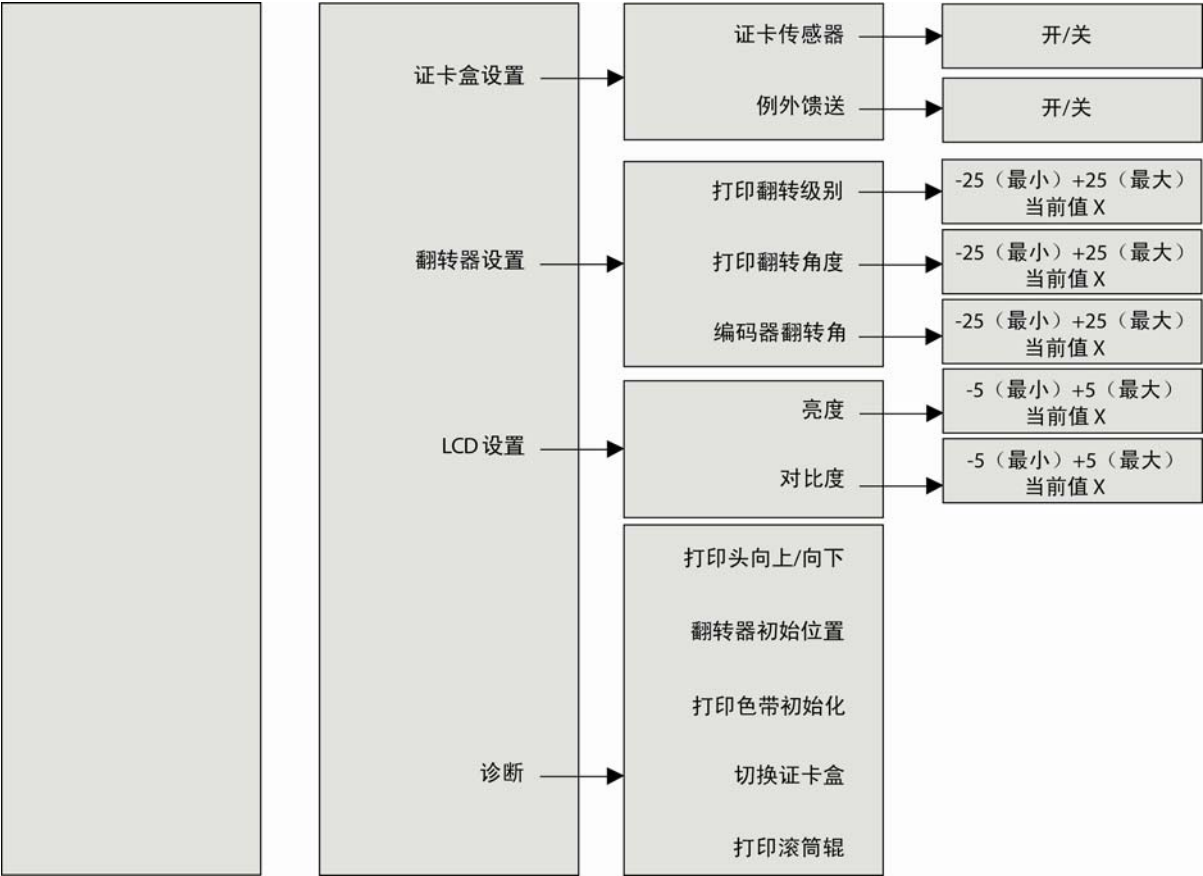 证卡盒设置
证卡传感器
开/关
例外馈送
开/关
翻转器设置
打印翻转级别
-25（最小）+25（最大）
当前值 X
打印翻转角度
-25（最小）+25（最大）
当前值 X
编码器翻转角
-25（最小）+25（最大）
当前值 X
LCD 设置
亮度
-5（最小）+5（最大）
当前值 X
对比度
-5（最小）+5（最大）
当前值 X
诊断
打印头向上/向下
翻转器初始位置
打印色带初始化
切换证卡盒
打印滚筒辊